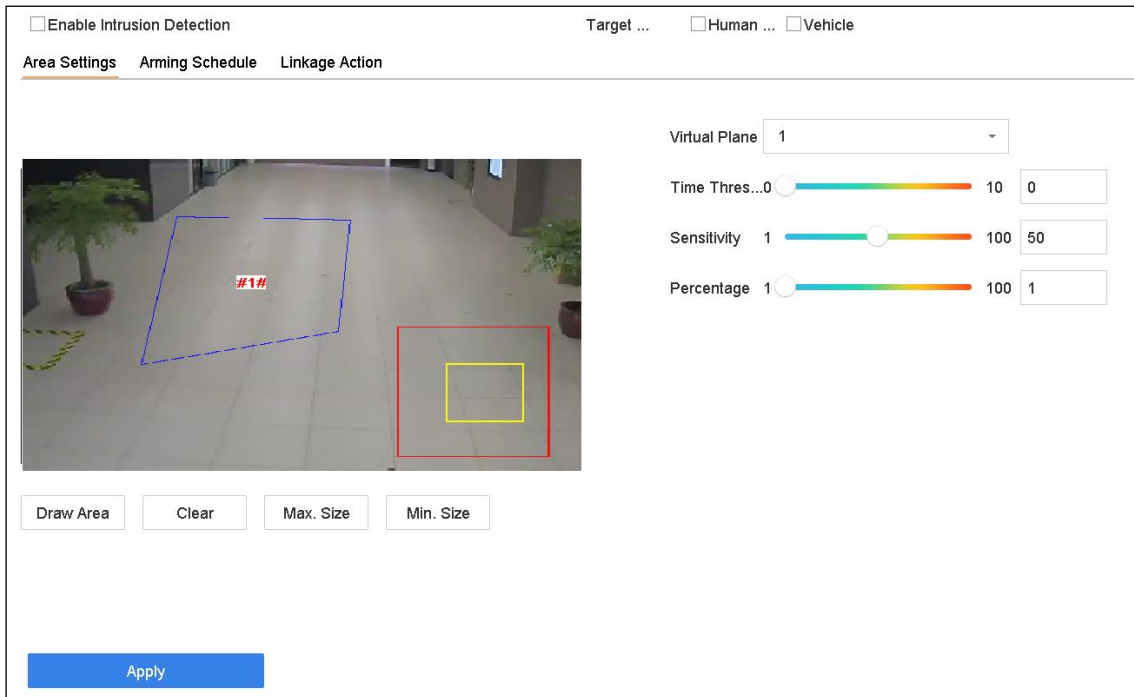 Enable Intrusion Detection Target ... Human ... Vehicle
Area Settings Arming Schedule Linkage Action
Virtual Plane 1
Time Thres...0 10 0
#1#
Sensitivity 1 100 50
Percentage 1 100 1
Draw Area Clear Max. Size Min. Size
Apply